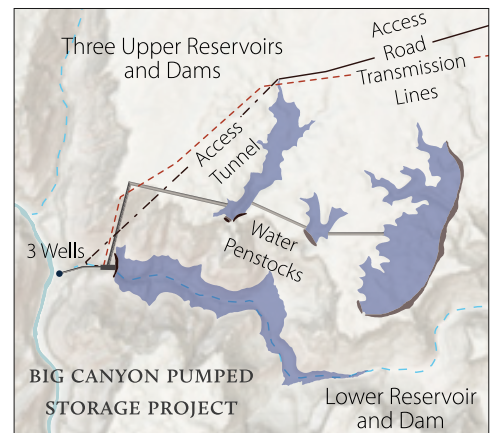 Three Upper Reservoirs
and Dams
Access
Road
Transmission
Lines
Access
Tunnel
Water
Penstocks
3 Wells
BIG CANYON PUMPED
STORAGE PROJECT
Lower Reservoir
and Dam